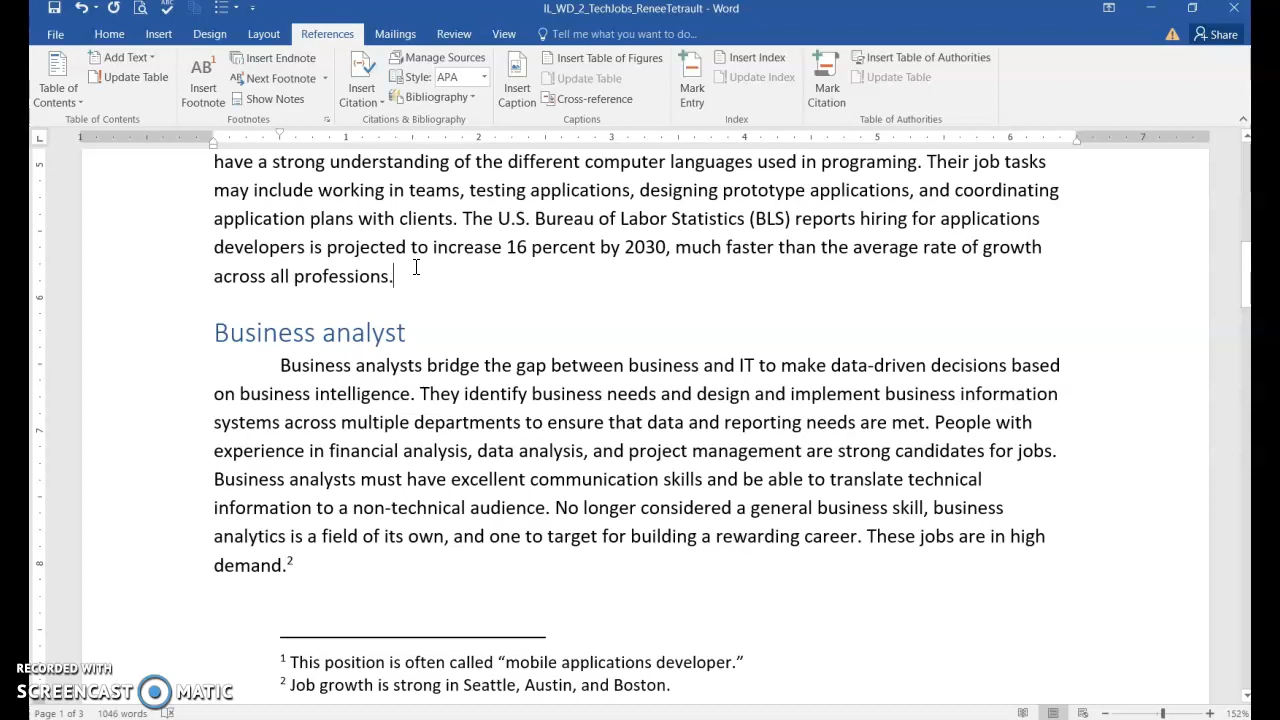 IL_WD_2_TechJobs_ReneeTetrault - Word
File Home Insert Design Layout References Mailings Review View Tell me what you want to do... Share
Table of Contents
Add Text
Update Table
Table of Contents
AB1 Insert Footnote
Insert Endnote
Next Footnote
Show Notes
Footnotes
Insert Citation
Manage Sources
Style: APA
Bibliography
Citations & Bibliography
Insert Caption
Insert Table of Figures
Update Table
Cross-reference
Captions
Mark Entry
Insert Index
Update Index
Index
Mark Citation
Insert Table of Authorities
Update Table
Table of Authorities
1 1 2 3 4 5 6 7
5
6
7
8
have a strong understanding of the different computer languages used in programing. Their job tasks
may include working in teams, testing applications, designing prototype applications, and coordinating
application plans with clients. The U.S. Bureau of Labor Statistics (BLS) reports hiring for applications
developers is projected to increase 16 percent by 2030, much faster than the average rate of growth
across all professions.
Business analyst
Business analysts bridge the gap between business and IT to make data-driven decisions based
on business intelligence. They identify business needs and design and implement business information
systems across multiple departments to ensure that data and reporting needs are met. People with
experience in financial analysis, data analysis, and project management are strong candidates for jobs.
Business analysts must have excellent communication skills and be able to translate technical
information to a non-technical audience. No longer considered a general business skill, business
analytics is a field of its own, and one to target for building a rewarding career. These jobs are in high
demand.2
1 This position is often called “mobile applications developer.”
2 Job growth is strong in Seattle, Austin, and Boston.
RECORDED WITH
SCREENCAST MATIC
Page 1 of 3 1046 words 152%